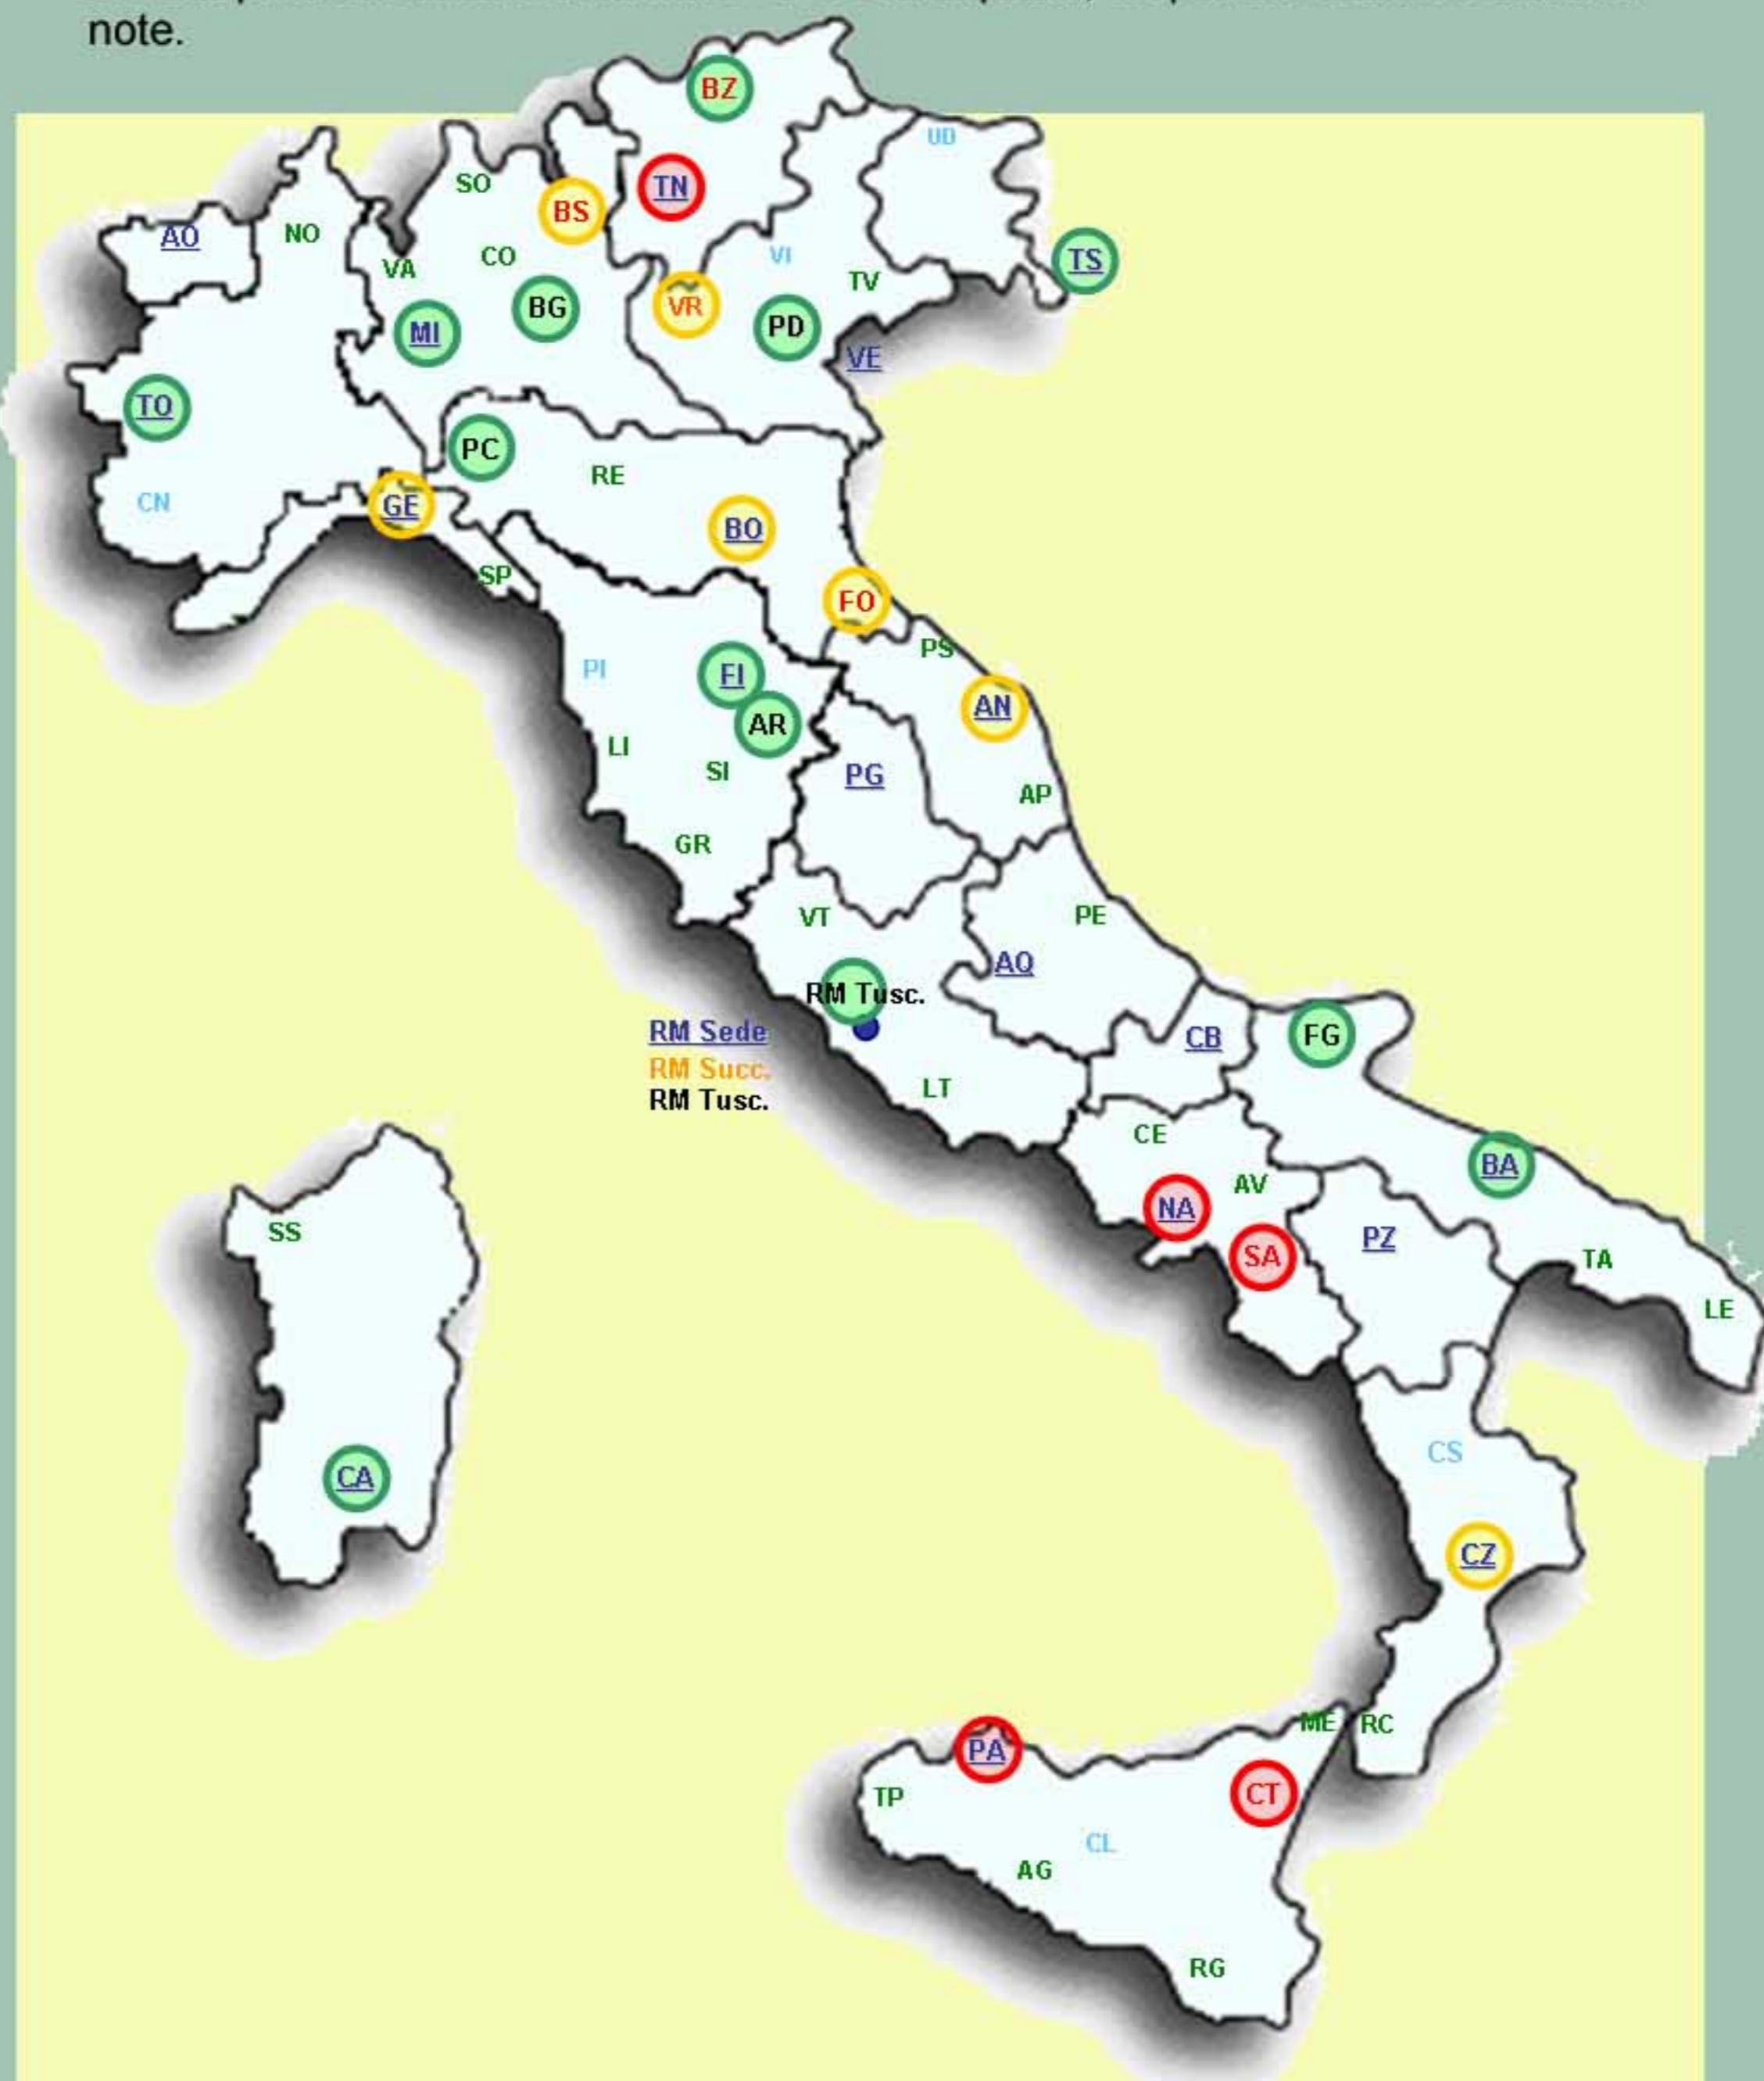 note.
BZ
UD
SO
TN
BS
AO
NO
CO
VI
TS
VA
TV
BG
VR
PD
MI
VE
TO
PC
RE
CN
GE
BO
SP
FO
PS
PI
FI
AN
AR
LI
SI
PG
AP
GR
VT
PE
AQ
RM Tusc.
RM Sede
CB
FG
RM Succ.
LT
RM Tusc.
CE
BA
AV
NA
SS
PZ
SA
TA
LE
CS
CA
CZ
ME
RC
PA
TP
CT
CL
AG
RG